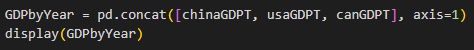 GDPbyYear = pd.concat([chinaGDPT, usaGDPT, canGDPT], axis=1)
display(GDPbyYear)